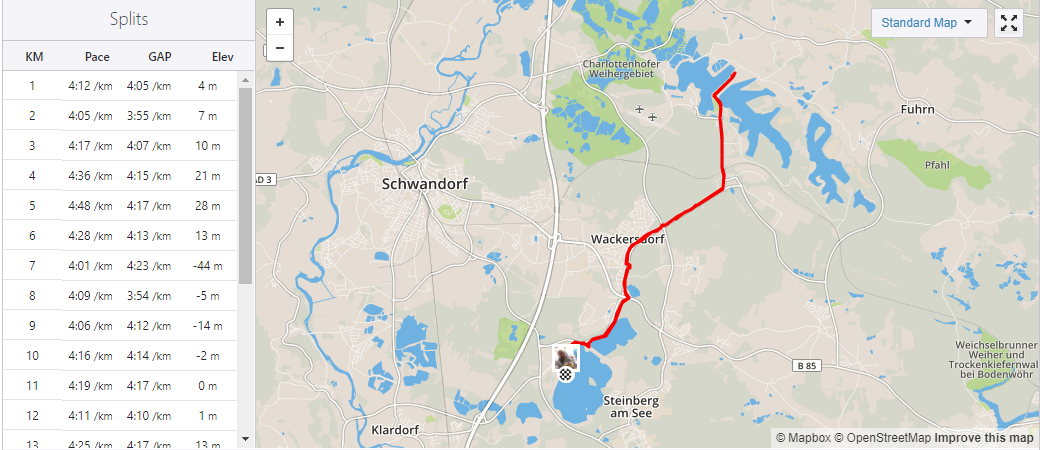 Splits
KM Pace GAP Elev
1 4:12 /km 4:05 /km 4 m
2 4:05 /km 3:55 /km 7 m
3 4:17 /km 4:07 /km 10 m
4 4:36 /km 4:15 /km 21 m
5 4:48 /km 4:17 /km 28 m
6 4:28 /km 4:13 /km 13 m
7 4:01 /km 4:23 /km -44 m
8 4:09 /km 3:54 /km -5 m
9 4:06 /km 4:12 /km -14 m
10 4:16 /km 4:14 /km -2 m
11 4:19 /km 4:17 /km 0 m
12 4:11 /km 4:10 /km 1 m
13 4:25 /km 4:17 /km 13 m
+
−
Standard Map
Charlottenhofer
Weihergebiet
Fuhrn
Pfahl
AD 3
Schwandorf
Wackersdorf
B 85
Weichselbrunner
Weiher und
Trockenkiefernwal
bei Bodenwöhr
Steinberg
am See
Klardorf
© Mapbox © OpenStreetMap Improve this map